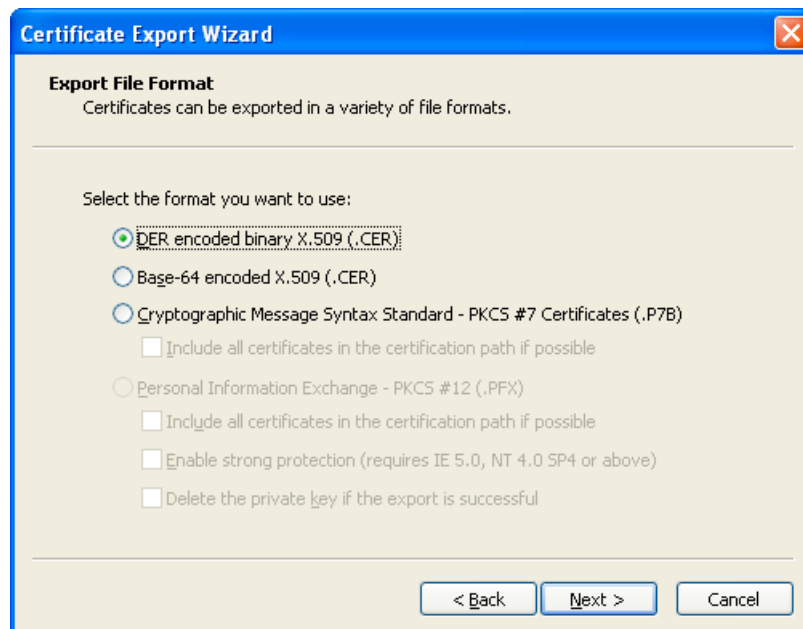 Certificate Export Wizard
Export File Format
Certificates can be exported in a variety of file formats.
Select the format you want to use:
DER encoded binary X.509 (.CER)
Base-64 encoded X.509 (.CER)
Cryptographic Message Syntax Standard - PKCS #7 Certificates (.P7B)
Include all certificates in the certification path if possible
Personal Information Exchange - PKCS #12 (.PFX)
Include all certificates in the certification path if possible
Enable strong protection (requires IE 5.0, NT 4.0 SP4 or above)
Delete the private key if the export is successful
< Back Next > Cancel